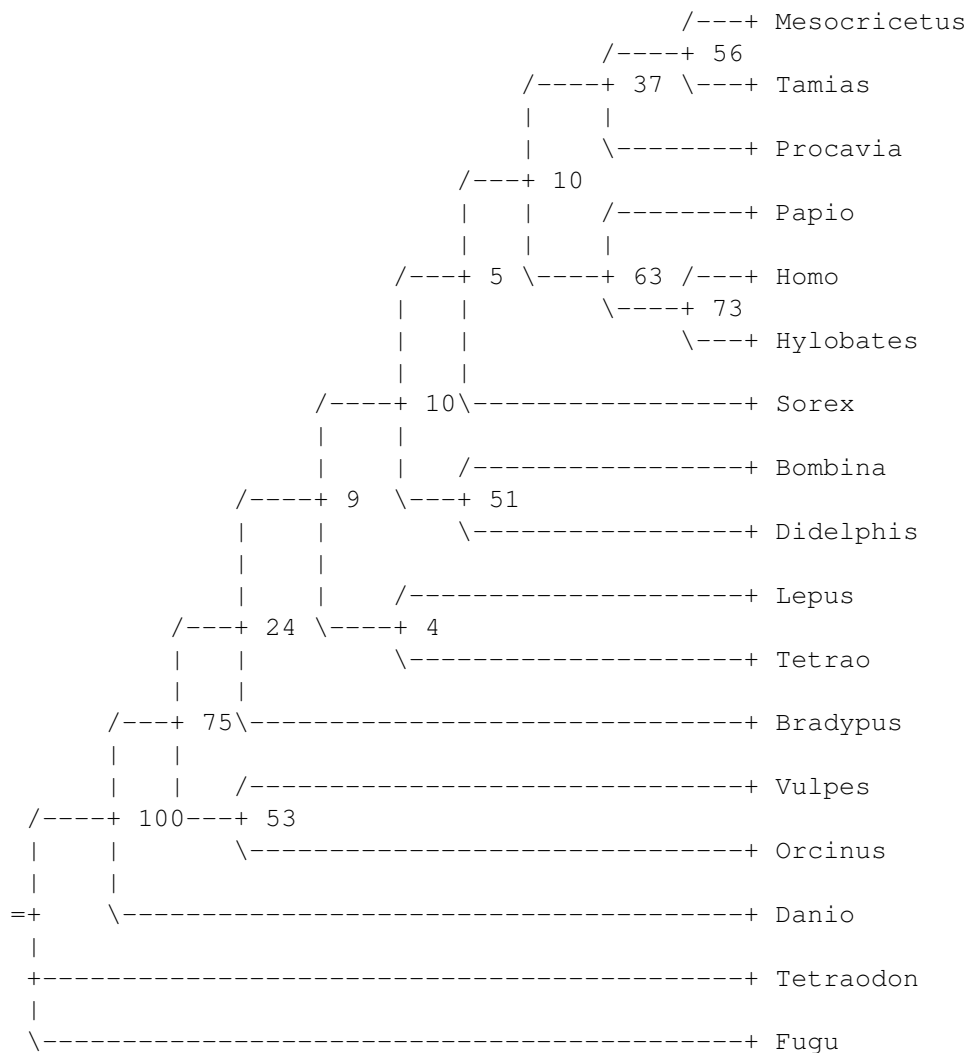 /---+ Mesocricetus
/----+ 56
/----+ 37 \---+ Tamias
| |
| \--------+ Procavia
/---+ 10
| | /--------+ Papio
| | |
/---+ 5 \----+ 63 /---+ Homo
| | \----+ 73
| | \---+ Hylobates
| |
/----+ 10\-----------------+ Sorex
| |
| | /-----------------+ Bombina
/----+ 9 \---+ 51
| | \-----------------+ Didelphis
| |
| | /---------------------+ Lepus
/---+ 24 \----+ 4
| | \---------------------+ Tetrao
| |
/---+ 75\-------------------------------+ Bradypus
| |
| | /-------------------------------+ Vulpes
/----+ 100---+ 53
| | \-------------------------------+ Orcinus
| |
=+ \---------------------------------------+ Danio
|
+--------------------------------------------+ Tetraodon
|
\--------------------------------------------+ Fugu